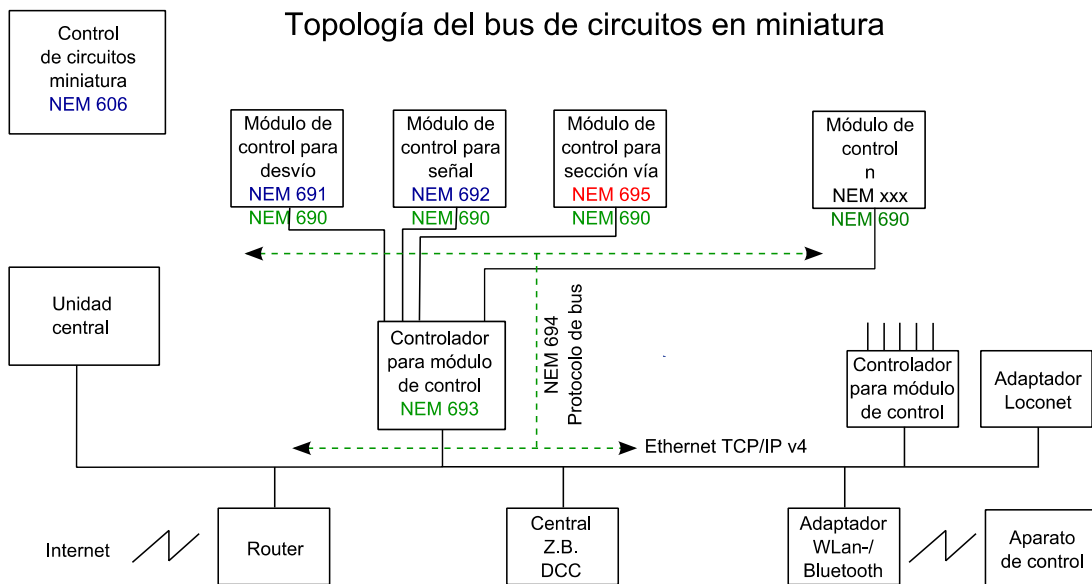 Topología del bus de circuitos en miniatura
Control
de circuitos
miniatura
NEM 606
Módulo de
control para
desvío
NEM 691
NEM 690
Módulo de
control para
señal
NEM 692
NEM 690
Módulo de
control para
sección vía
NEM 695
NEM 690
Módulo de
control
n
NEM xxx
NEM 690
Unidad
central
Controlador
para módulo
de control
NEM 693
NEM 694
Protocolo de bus
Controlador
para módulo
de control
Adaptador
Loconet
Ethernet TCP/IP v4
Internet
Router
Central
Z.B.
DCC
Adaptador
WLan-/
Bluetooth
Aparato
de control